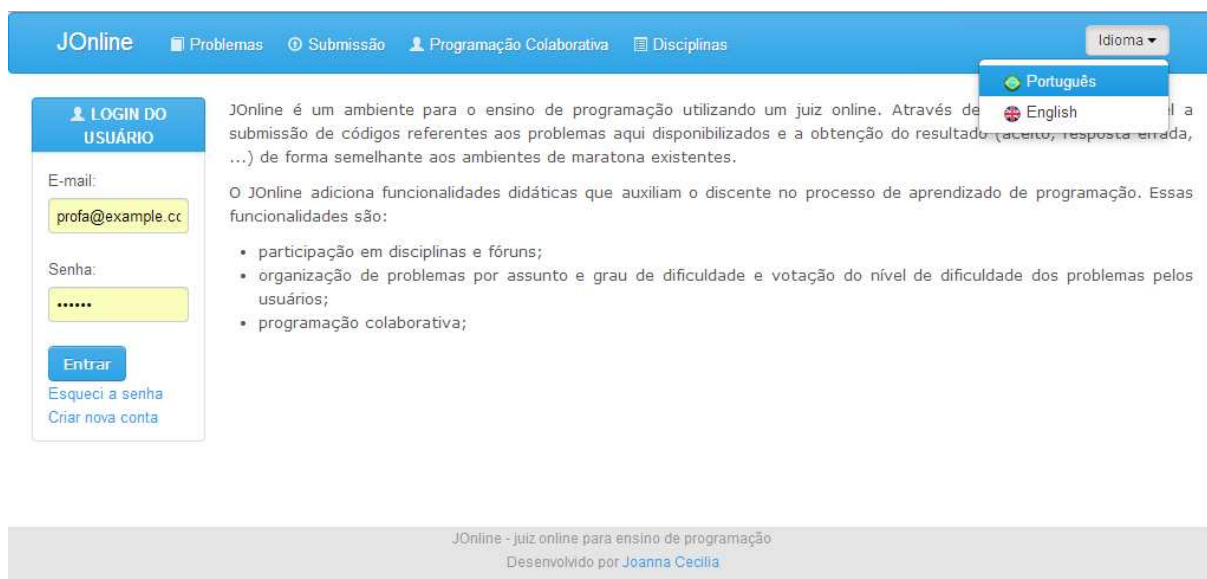 JOnline Problemas Submissão Programação Colaborativa Disciplinas Idioma
Português
English
LOGIN DO
USUÁRIO
E-mail:
profa@example.cc
Senha:
••••••
Entrar
Esqueci a senha
Criar nova conta
JOnline é um ambiente para o ensino de programação utilizando um juiz online. Através de l a
submissão de códigos referentes aos problemas aqui disponibilizados e a obtenção do resultado (aceito, resposta errada,
...) de forma semelhante aos ambientes de maratona existentes.
O JOnline adiciona funcionalidades didáticas que auxiliam o discente no processo de aprendizado de programação. Essas
funcionalidades são:
• participação em disciplinas e fóruns;
• organização de problemas por assunto e grau de dificuldade e votação do nível de dificuldade dos problemas pelos
usuários;
• programação colaborativa;
JOnline - juiz online para ensino de programação
Desenvolvido por Joanna Cecilia